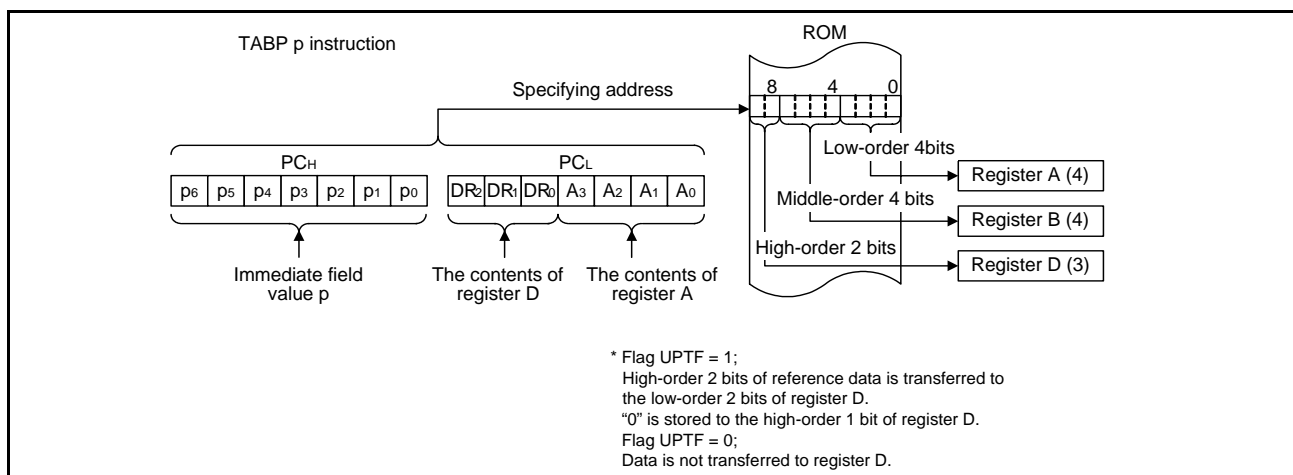 TABP p instruction
ROM
Specifying address
8 4 0
Low-order 4bits
PCH PCL
Register A (4)
p6 p5 p4 p3 p2 p1 p0 DR2 DR1 DR0 A3 A2 A1 A0
Middle-order 4 bits
Register B (4)
High-order 2 bits
Register D (3)
Immediate field
value p
The contents of
register D
The contents of
register A
* Flag UPTF = 1;
High-order 2 bits of reference data is transferred to
the low-order 2 bits of register D.
“0” is stored to the high-order 1 bit of register D.
Flag UPTF = 0;
Data is not transferred to register D.